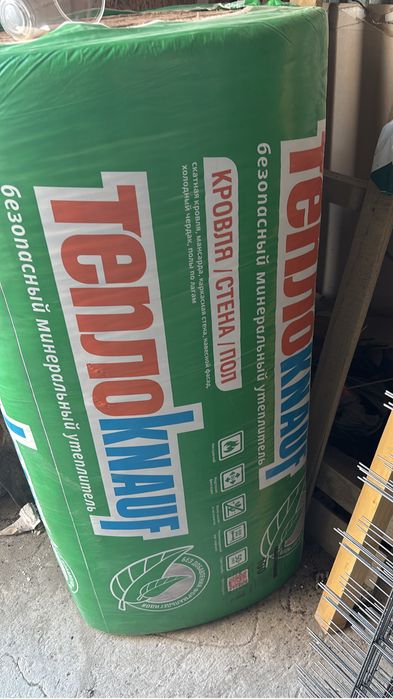 ТЕПЛОKNAUF
безопасный минеральный утеплитель
КРОВЛЯ / СТЕНА / ПОЛ
скатная кровля, мансарда, каркасная стена, навесной фасад,
холодный чердак, полы по лагам
ТЕПЛОKNAUF
безопасный минеральный утеплитель